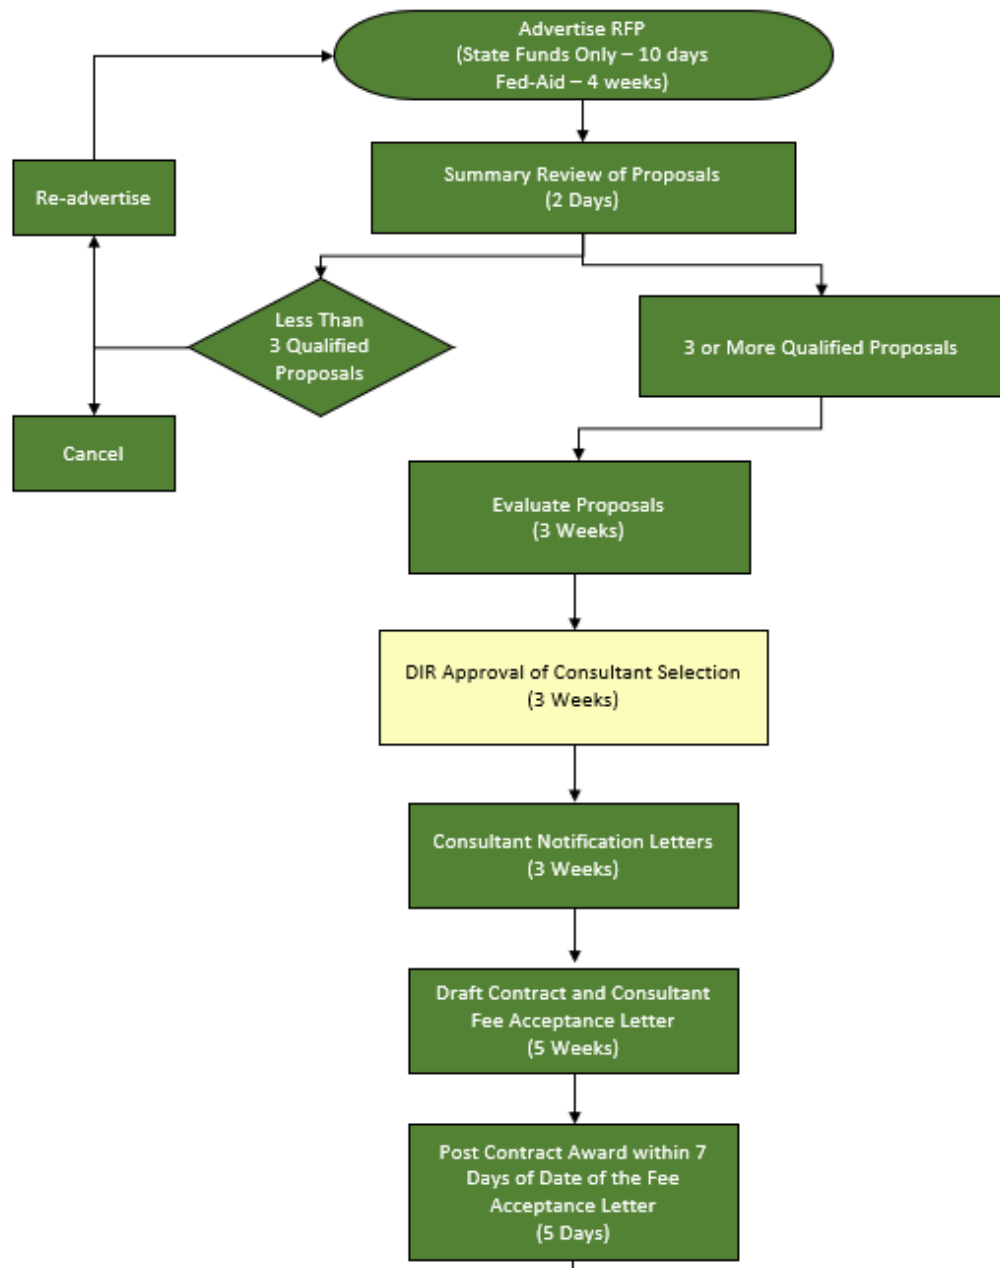 Advertise RFP
(State Funds Only – 10 days
Fed-Aid – 4 weeks)
Summary Review of Proposals
(2 Days)
Re-advertise
Less Than
3 Qualified
Proposals
3 or More Qualified Proposals
Cancel
Evaluate Proposals
(3 Weeks)
DIR Approval of Consultant Selection
(3 Weeks)
Consultant Notification Letters
(3 Weeks)
Draft Contract and Consultant
Fee Acceptance Letter
(5 Weeks)
Post Contract Award within 7
Days of Date of the Fee
Acceptance Letter
(5 Days)